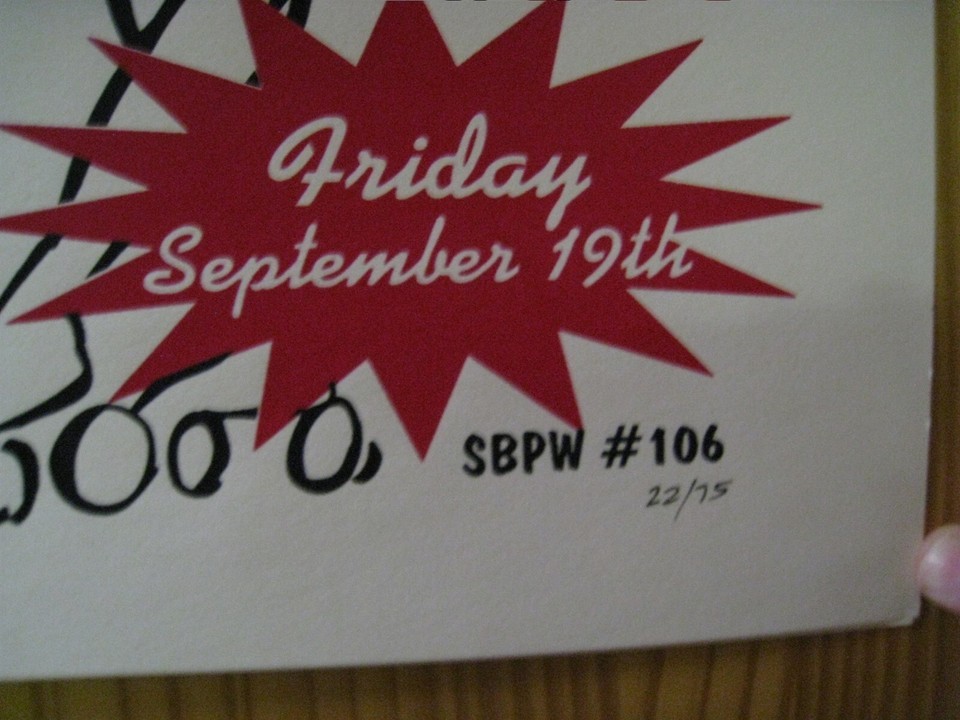 Friday
September 19th
SBPW #106
22/75